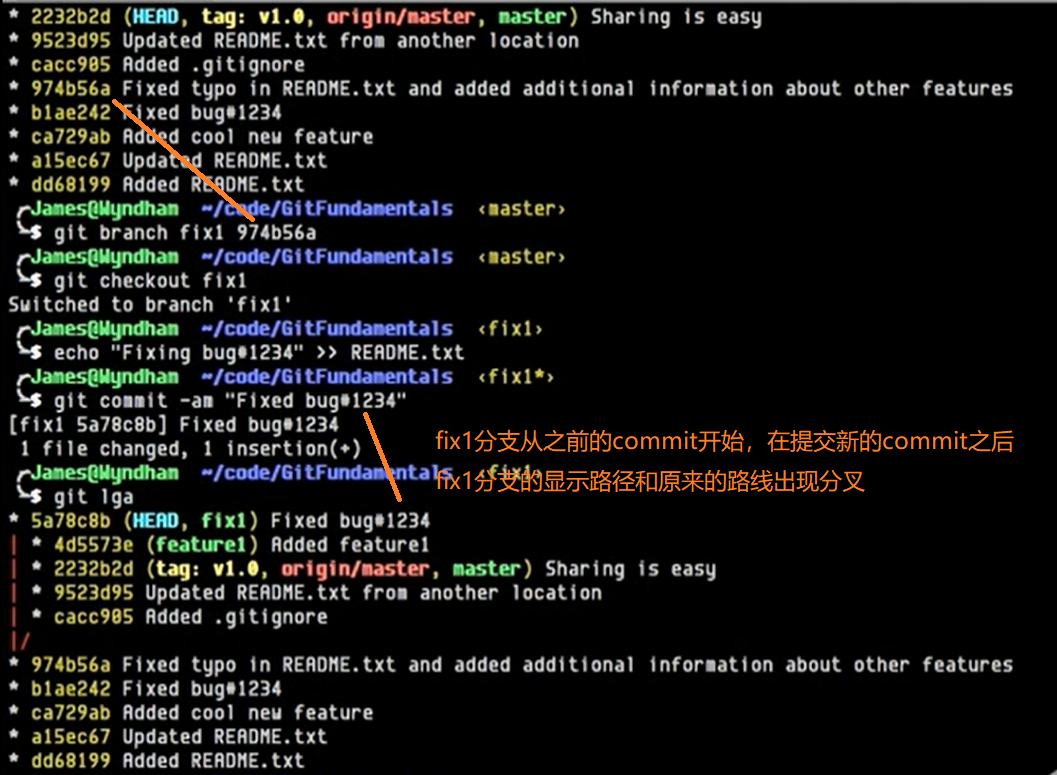 * 2232b2d (HEAD, tag: v1.0, origin/master, master) Sharing is easy
* 9523d95 Updated README.txt from another location
* cacc905 Added .gitignore
* 974b56a Fixed typo in README.txt and added additional information about other features
* b1ae242 Fixed bug#1234
* ca729ab Added cool new feature
* a15ec67 Updated README.txt
* dd68199 Added README.txt
James@Wyndham ~/code/GitFundamentals ‹master›
$ git branch fix1 974b56a
James@Wyndham ~/code/GitFundamentals ‹master›
$ git checkout fix1
Switched to branch 'fix1'
James@Wyndham ~/code/GitFundamentals ‹fix1›
$ echo "Fixing bug#1234" >> README.txt
James@Wyndham ~/code/GitFundamentals ‹fix1*›
$ git commit -am "Fixed bug#1234"
[fix1 5a78c8b] Fixed bug#1234
1 file changed, 1 insertion(+)
fix1分支从之前的commit开始，在提交新的commit之后
James@Wyndham ~/code/GitFundamentals ‹fix1›
fix1分支的显示路径和原来的路线出现分叉
$ git lga
* 5a78c8b (HEAD, fix1) Fixed bug#1234
| * 4d5573e (feature1) Added feature1
| * 2232b2d (tag: v1.0, origin/master, master) Sharing is easy
| * 9523d95 Updated README.txt from another location
| * cacc905 Added .gitignore
|/
* 974b56a Fixed typo in README.txt and added additional information about other features
* b1ae242 Fixed bug#1234
* ca729ab Added cool new feature
* a15ec67 Updated README.txt
* dd68199 Added README.txt